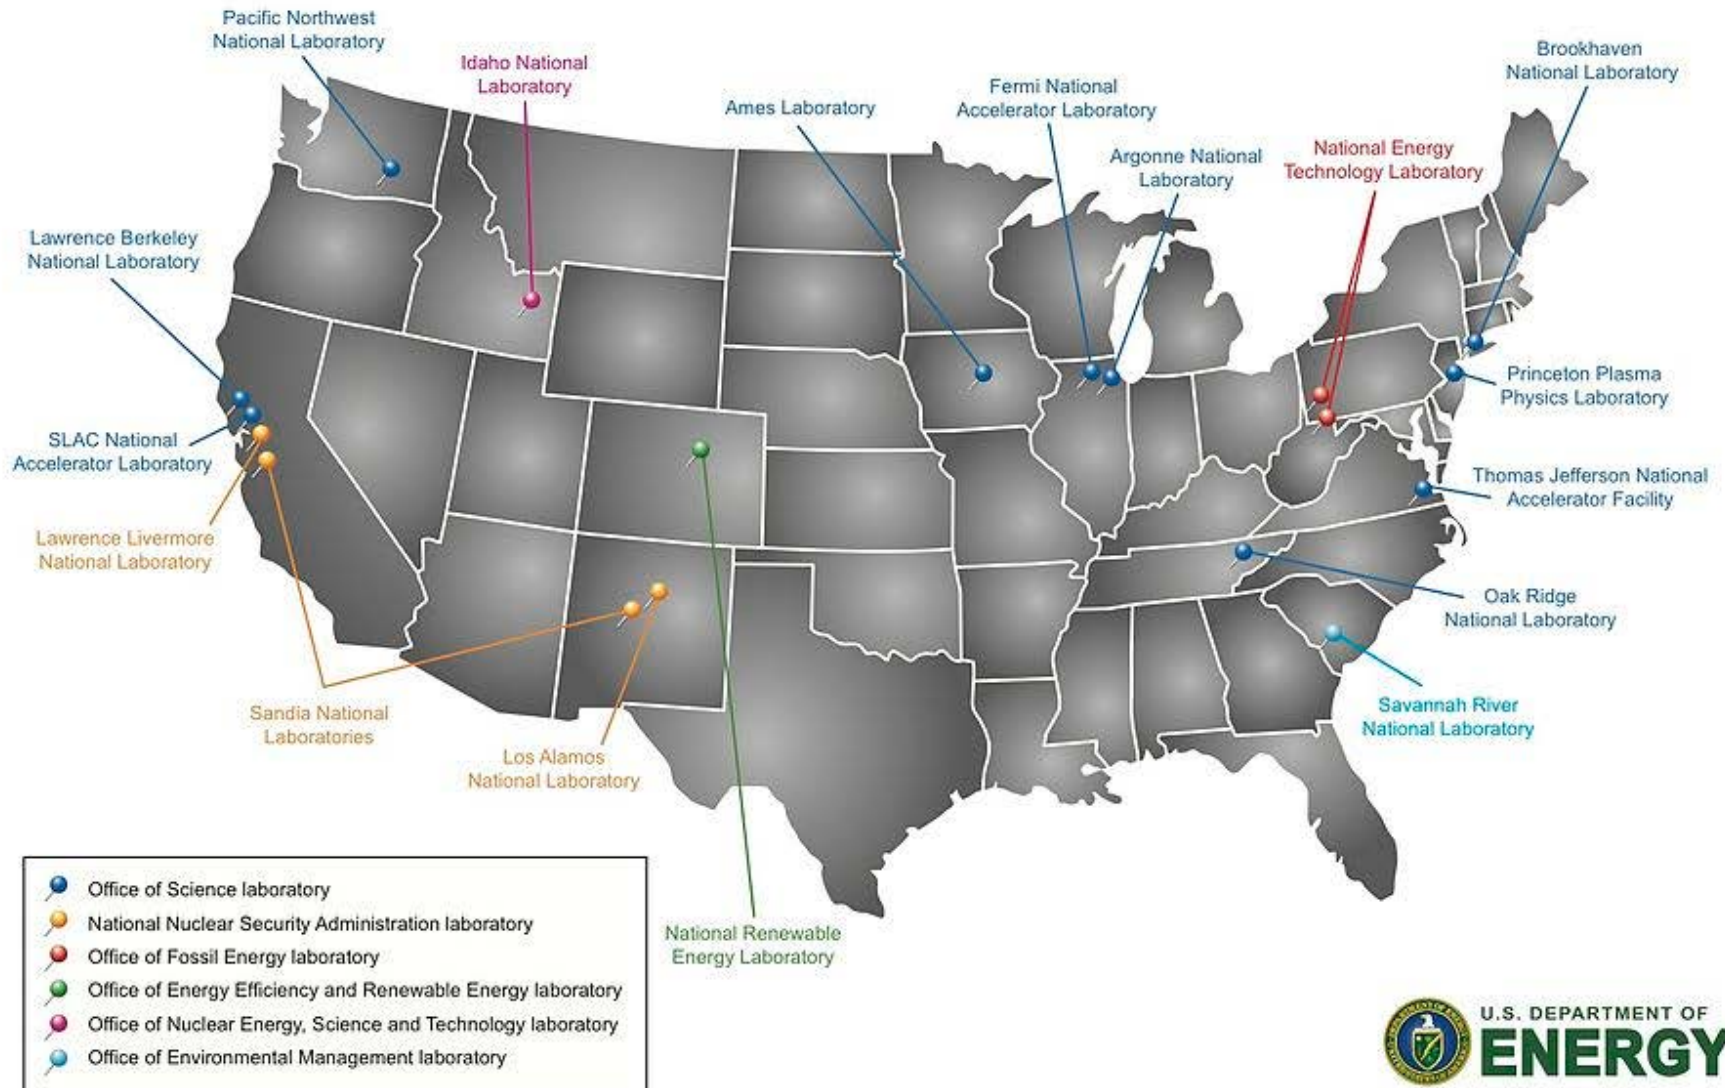 Pacific Northwest
National Laboratory
Idaho National
Laboratory
Ames Laboratory
Fermi National
Accelerator Laboratory
Argonne National
Laboratory
Brookhaven
National Laboratory
National Energy
Technology Laboratory
Lawrence Berkeley
National Laboratory
Princeton Plasma
Physics Laboratory
SLAC National
Accelerator Laboratory
Thomas Jefferson National
Accelerator Facility
Lawrence Livermore
National Laboratory
Oak Ridge
National Laboratory
Sandia National
Laboratories
Savannah River
National Laboratory
Los Alamos
National Laboratory
National Renewable
Energy Laboratory
Office of Science laboratory
National Nuclear Security Administration laboratory
Office of Fossil Energy laboratory
Office of Energy Efficiency and Renewable Energy laboratory
Office of Nuclear Energy, Science and Technology laboratory
Office of Environmental Management laboratory
U.S. DEPARTMENT OF
ENERGY